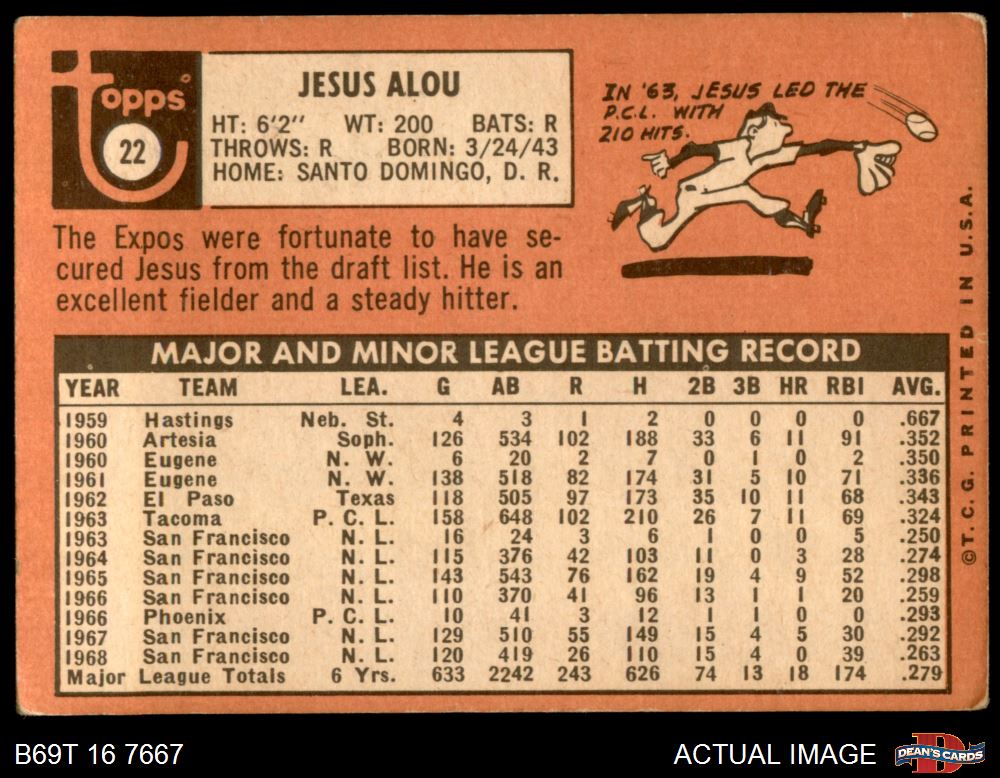 Topps
22
JESUS ALOU
HT: 6'2" WT: 200 BATS: R
THROWS: R BORN: 3/24/43
HOME: SANTO DOMINGO, D. R.
IN '63, JESUS LED THE
P.C.L. WITH
210 HITS.
The Expos were fortunate to have se-
cured Jesus from the draft list. He is an
excellent fielder and a steady hitter.
MAJOR AND MINOR LEAGUE BATTING RECORD
YEAR TEAM LEA. G AB R H 2B 3B HR RBI AVG.
1959 Hastings Neb. St. 4 3 1 2 0 0 0 0 .667
1960 Artesia Soph. 126 534 102 188 33 6 11 91 .352
1960 Eugene N. W. 6 20 2 7 0 1 0 2 .350
1961 Eugene N. W. 138 518 82 174 31 5 10 71 .336
1962 El Paso Texas 118 505 97 173 35 10 11 68 .343
1963 Tacoma P. C. L. 158 648 102 210 26 7 11 69 .324
1963 San Francisco N. L. 16 24 3 6 1 0 0 5 .250
1964 San Francisco N. L. 115 376 42 103 11 0 3 28 .274
1965 San Francisco N. L. 143 543 76 162 19 4 9 52 .298
1966 San Francisco N. L. 110 370 41 96 13 1 1 20 .259
1966 Phoenix P. C. L. 10 41 3 12 1 1 0 0 .293
1967 San Francisco N. L. 129 510 55 149 15 4 5 30 .292
1968 San Francisco N. L. 120 419 26 110 15 4 0 39 .263
Major League Totals 6 Yrs. 633 2242 243 626 74 13 18 174 .279
© T. C. G. PRINTED IN U.S.A.
B69T 16 7667
ACTUAL IMAGE
DEAN'S CARDS